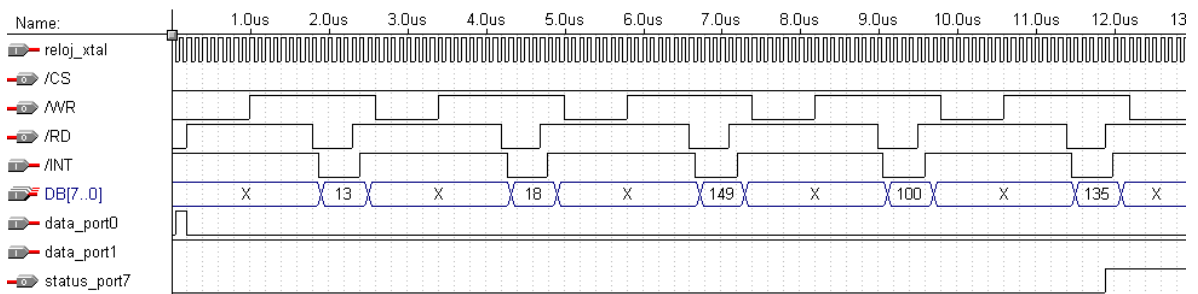 Name: 1.0us 2.0us 3.0us 4.0us 5.0us 6.0us 7.0us 8.0us 9.0us 10.0us 11.0us 12.0us 13
reloj_xtal
/CS
/WR
/RD
/INT
DB[7..0] X 13 X 18 X 149 X 100 X 135 X
data_port0
data_port1
status_port7